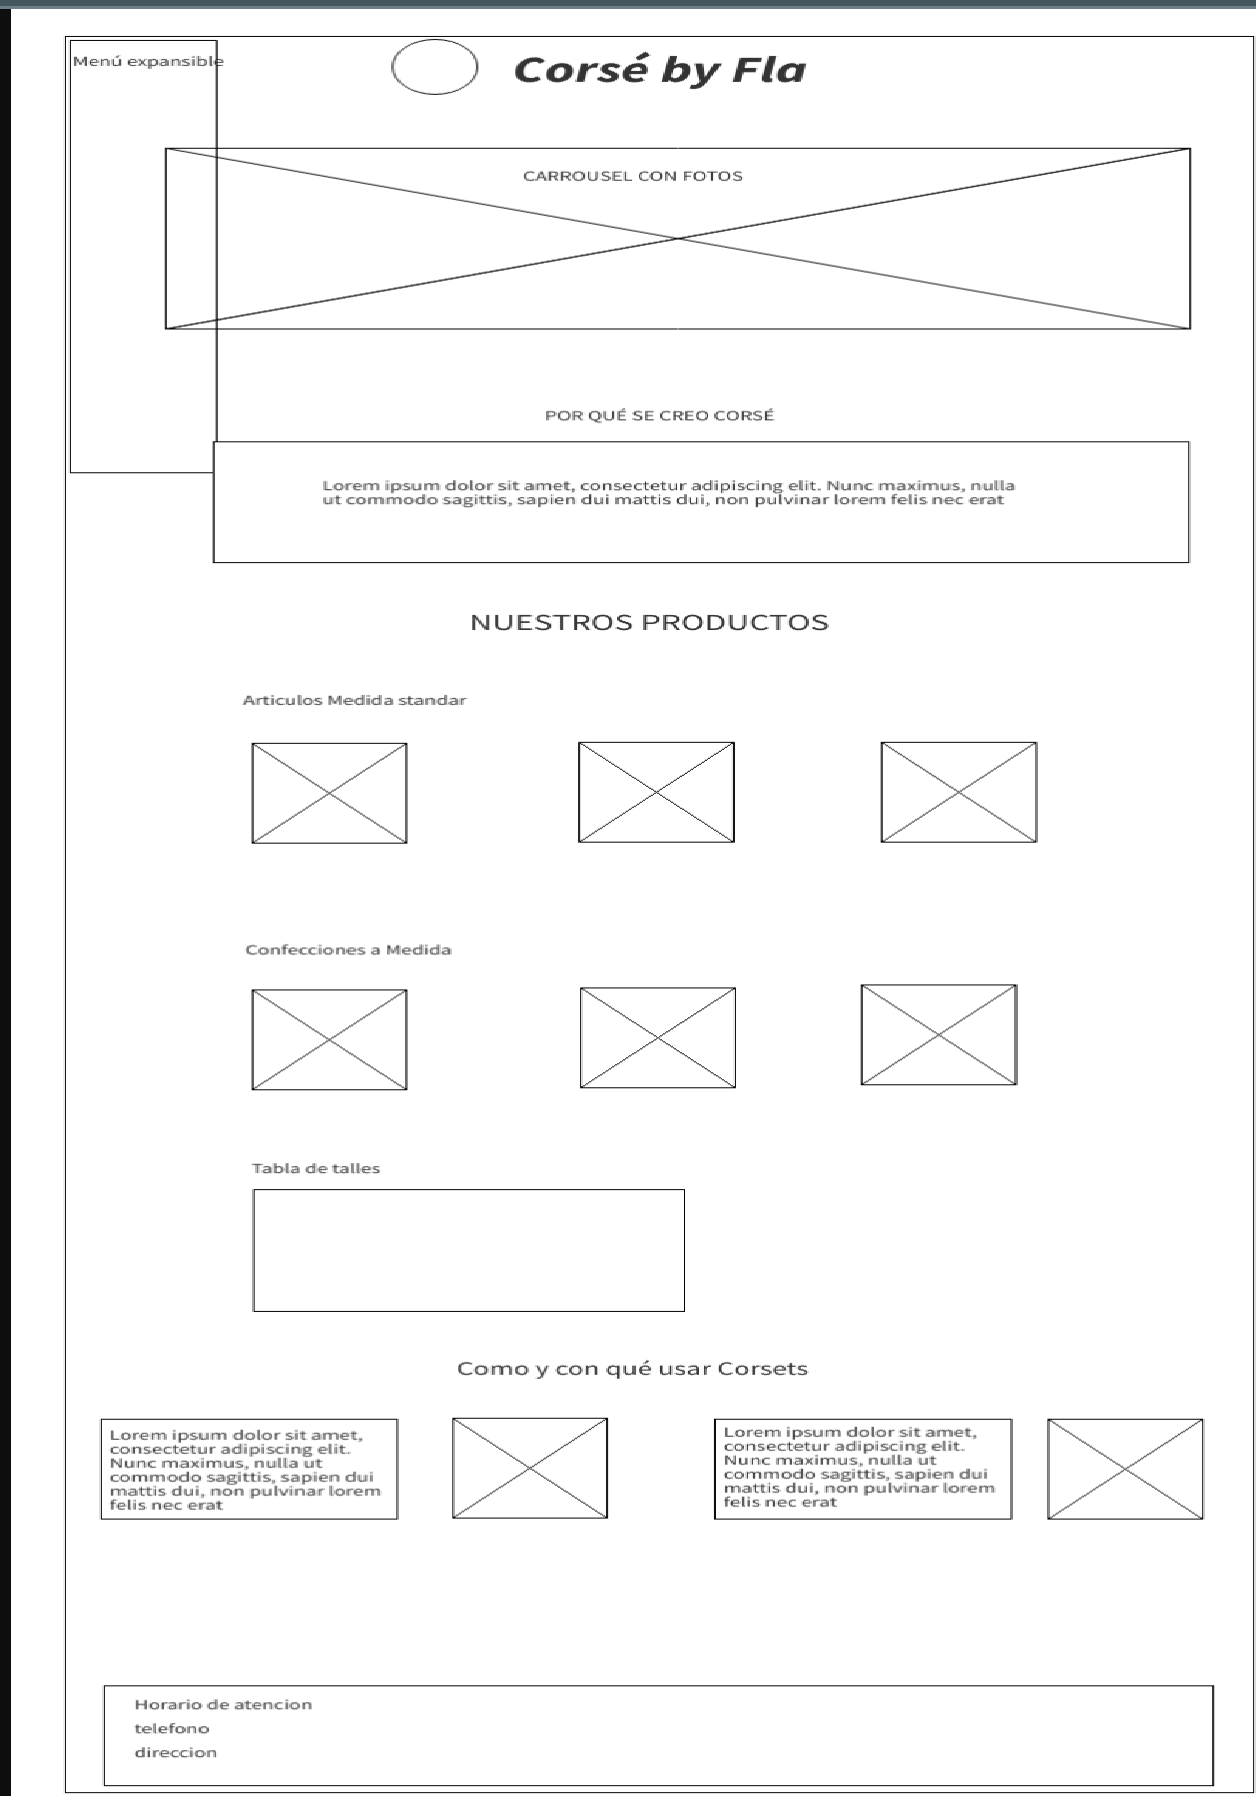 Menú expansible
Corsé by Fla
CARROUSEL CON FOTOS
POR QUÉ SE CREO CORSÉ
Lorem ipsum dolor sit amet, consectetur adipiscing elit. Nunc maximus, nulla
ut commodo sagittis, sapien dui mattis dui, non pulvinar lorem felis nec erat
NUESTROS PRODUCTOS
Articulos Medida standar
Confecciones a Medida
Tabla de talles
Como y con qué usar Corsets
Lorem ipsum dolor sit amet,
consectetur adipiscing elit.
Nunc maximus, nulla ut
commodo sagittis, sapien dui
mattis dui, non pulvinar lorem
felis nec erat
Lorem ipsum dolor sit amet,
consectetur adipiscing elit.
Nunc maximus, nulla ut
commodo sagittis, sapien dui
mattis dui, non pulvinar lorem
felis nec erat
Horario de atencion
telefono
direccion